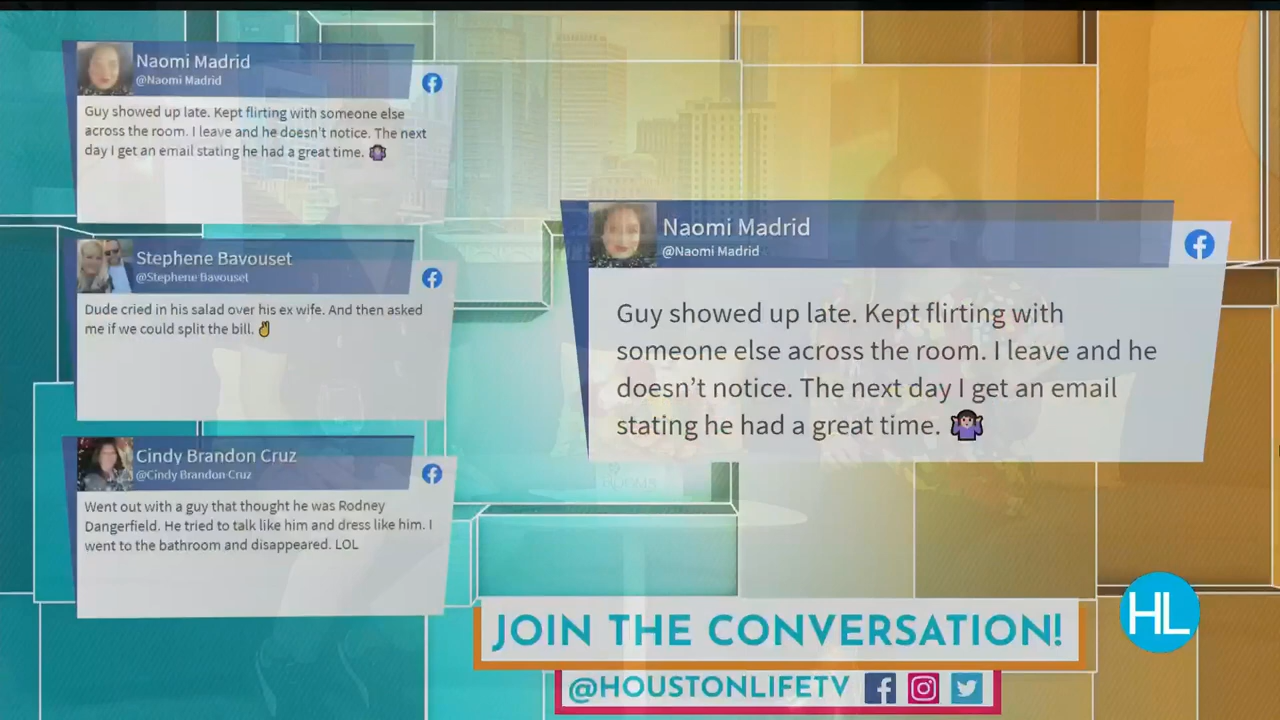 Naomi Madrid
@Naomi Madrid
Guy showed up late. Kept flirting with someone else
across the room. I leave and he doesn't notice. The next
day I get an email stating he had a great time. 🤷🏻‍♀️
Stephene Bavouset
@Stephene Bavouset
Dude cried in his salad over his ex wife. And then asked
me if we could split the bill. ✌️
Cindy Brandon Cruz
@Cindy Brandon Cruz
Went out with a guy that thought he was Rodney
Dangerfield. He tried to talk like him and dress like him. I
went to the bathroom and disappeared. LOL
Naomi Madrid
@Naomi Madrid
Guy showed up late. Kept flirting with
someone else across the room. I leave and he
doesn't notice. The next day I get an email
stating he had a great time. 🤷🏻‍♀️
JOIN THE CONVERSATION!
@HOUSTONLIFETV
HL